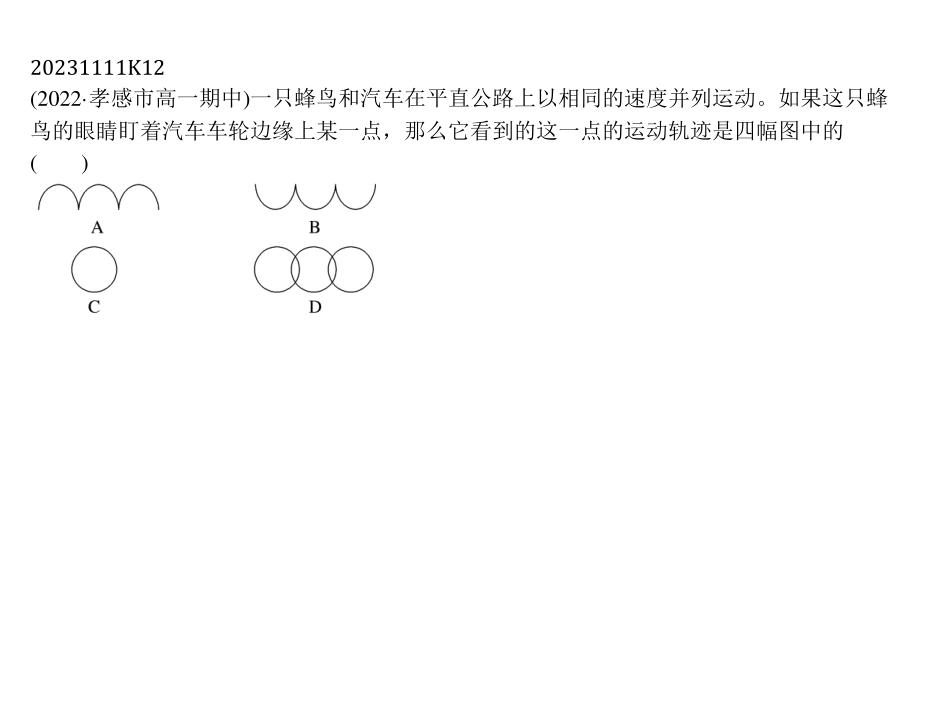 20231111K12
(2022·孝感市高一期中)一只蜂鸟和汽车在平直公路上以相同的速度并列运动。如果这只蜂
鸟的眼睛盯着汽车车轮边缘上某一点，那么它看到的这一点的运动轨迹是四幅图中的
(　　)
A
B
C
D